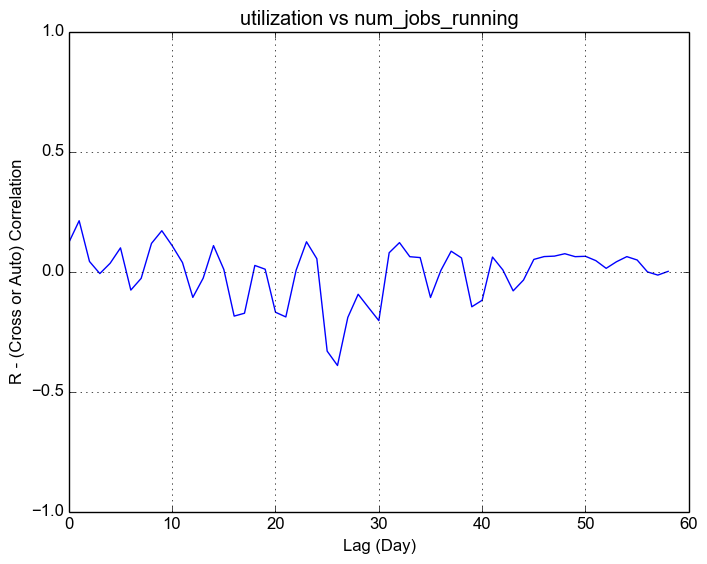 utilization vs num_jobs_running
1.0
0.5
0.0
−0.5
−1.0
R - (Cross or Auto) Correlation
0 10 20 30 40 50 60
Lag (Day)